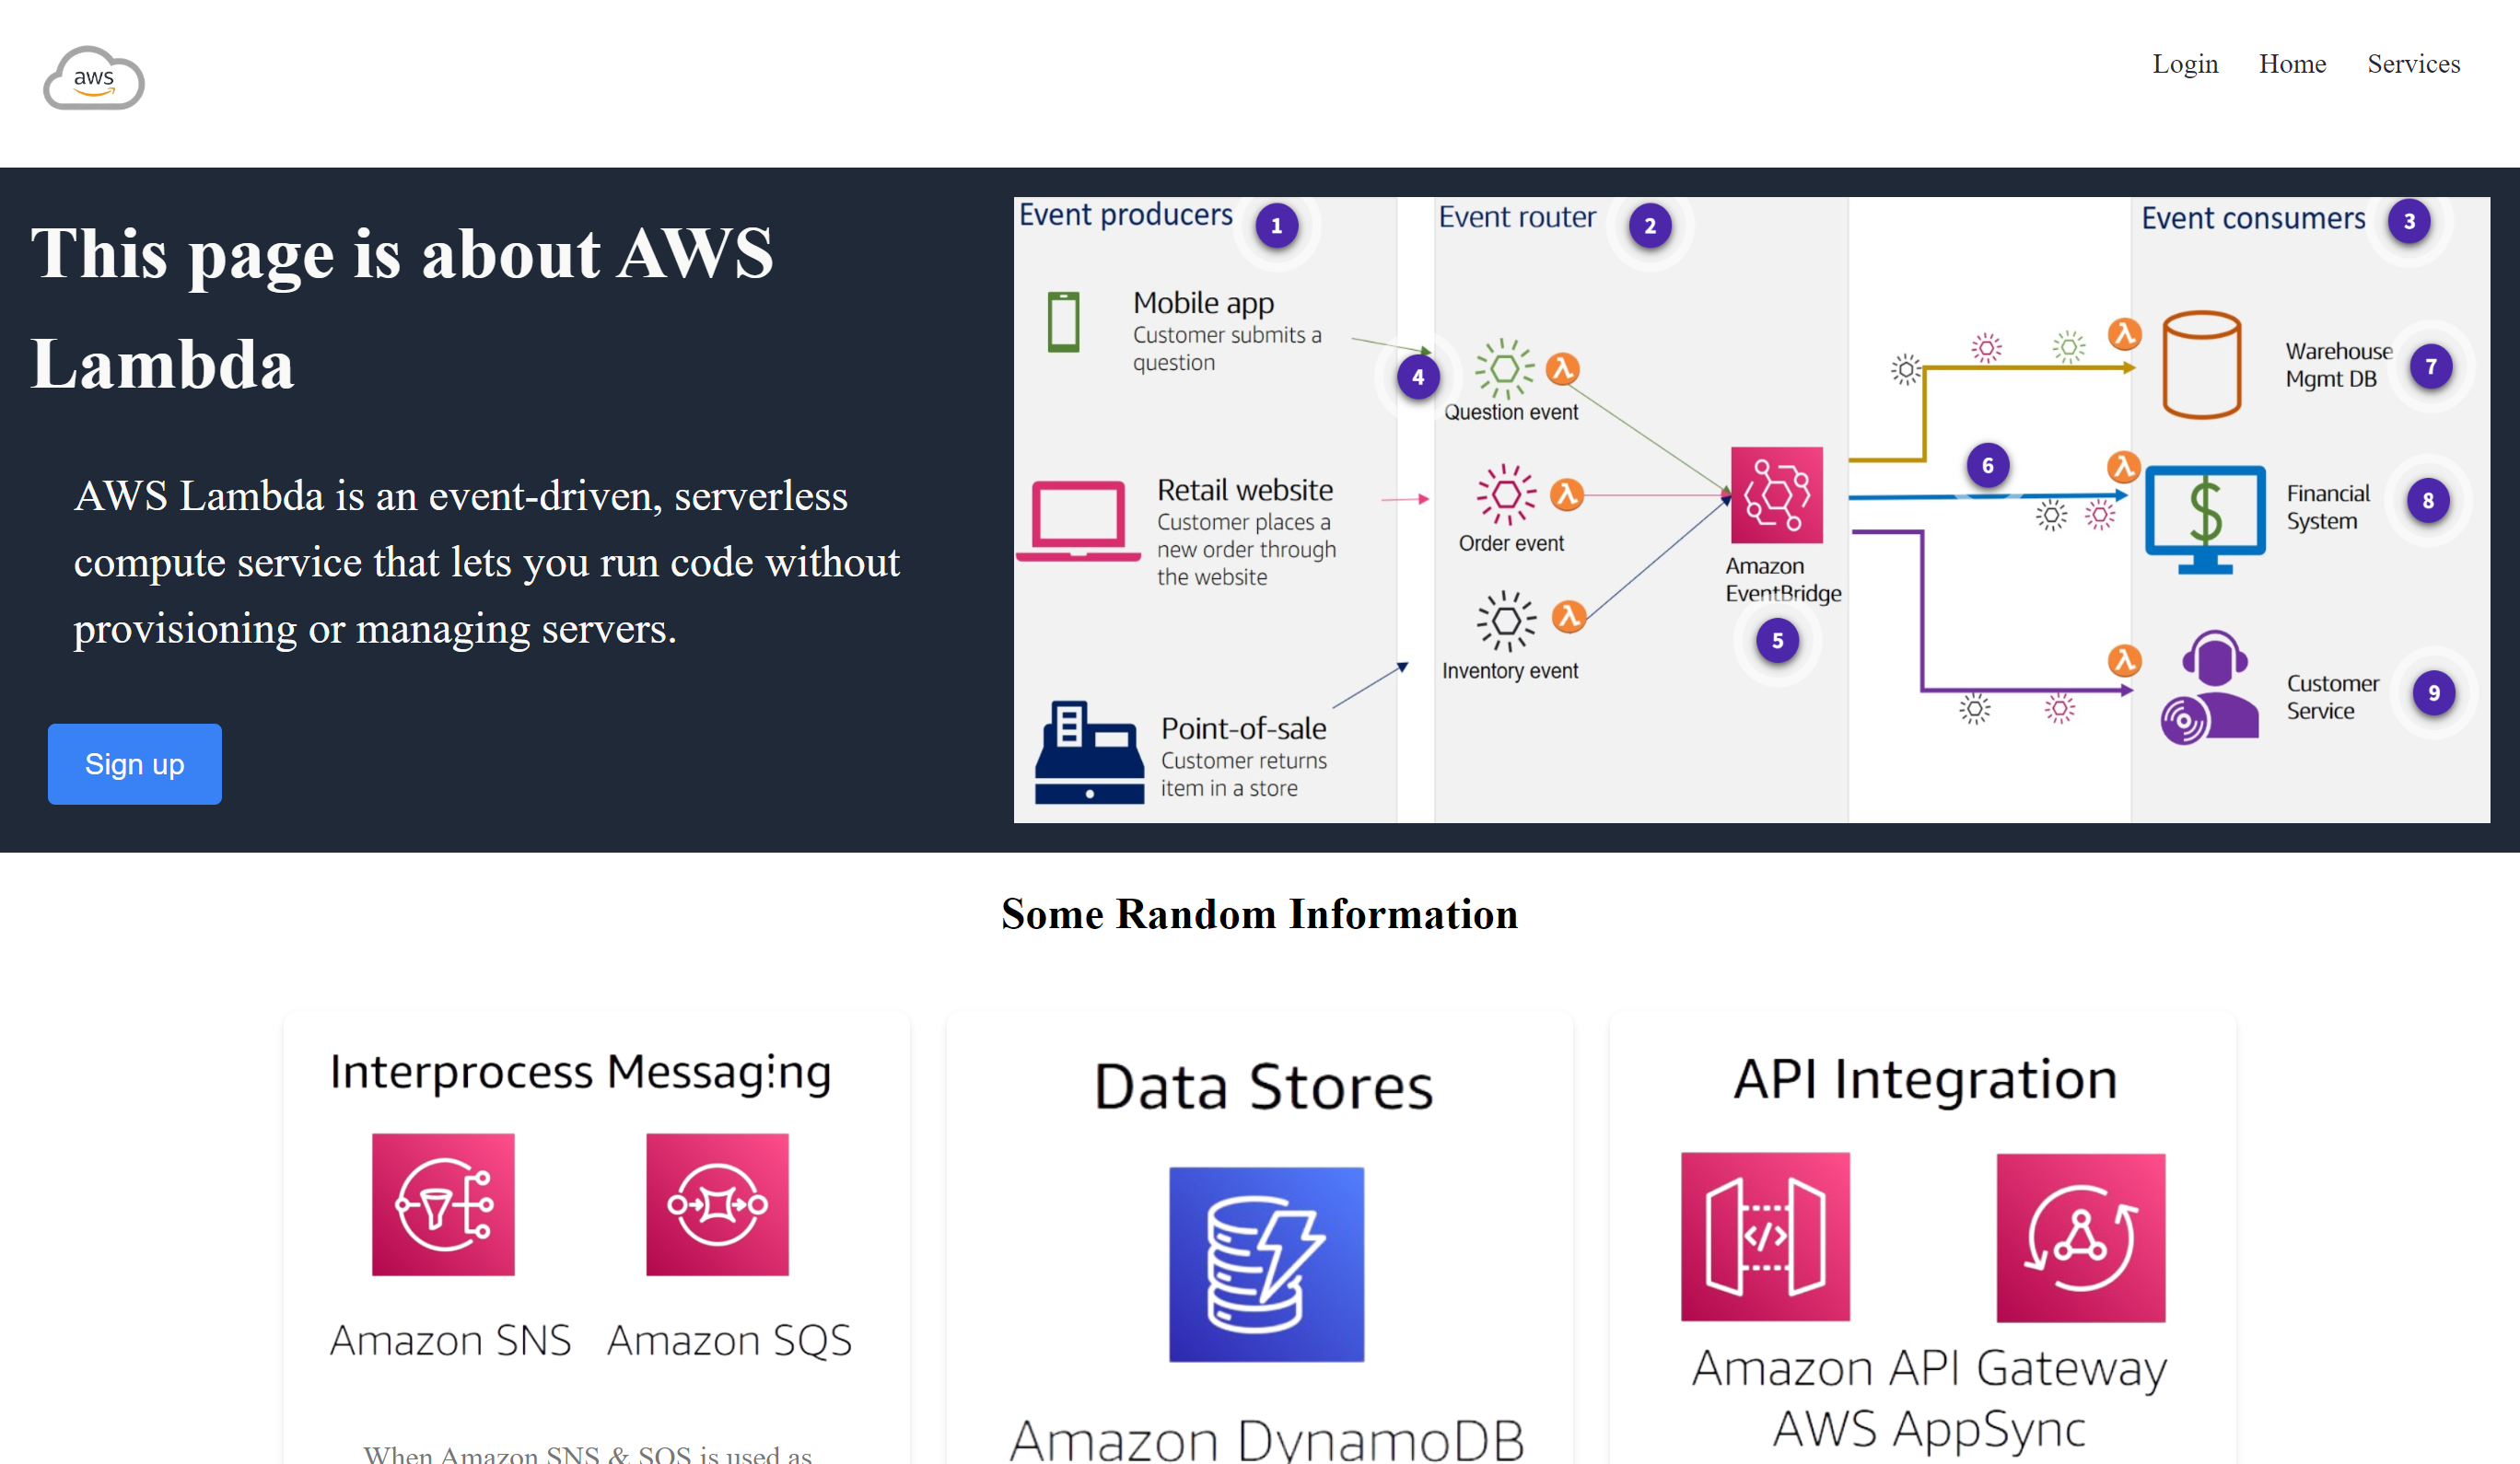 aws
Login Home Services
This page is about AWS
Lambda
AWS Lambda is an event-driven, serverless
compute service that lets you run code without
provisioning or managing servers.
Sign up
Event producers 1
Event router 2
Event consumers 3
Mobile app
Customer submits a
question
4
Question event
Retail website
Customer places a
new order through
the website
Order event
Point-of-sale
Customer returns
item in a store
Inventory event
Amazon
EventBridge
5
6
Warehouse
Mgmt DB
7
Financial
System
8
Customer
Service
9
λ
λ
λ
λ
λ
λ
$
Some Random Information
Interprocess Messaging
Amazon SNS Amazon SQS
When Amazon SNS & SQS is used as
Data Stores
Amazon DynamoDB
API Integration
</>
Amazon API Gateway
AWS AppSync